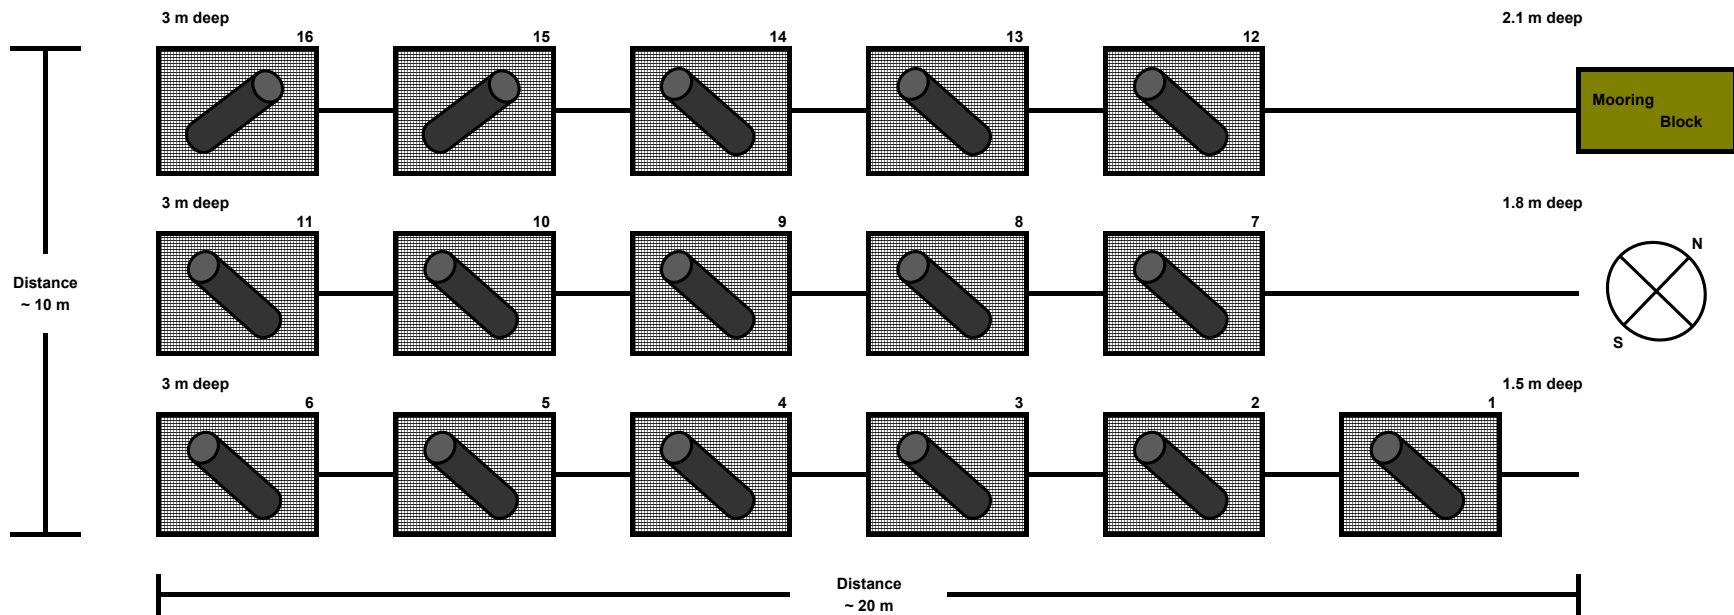 3 m deep
2.1 m deep
16
15
14
13
12
Mooring
Block
3 m deep
1.8 m deep
11
10
9
8
7
N
S
Distance
~ 10 m
3 m deep
1.5 m deep
6
5
4
3
2
1
Distance
~ 20 m